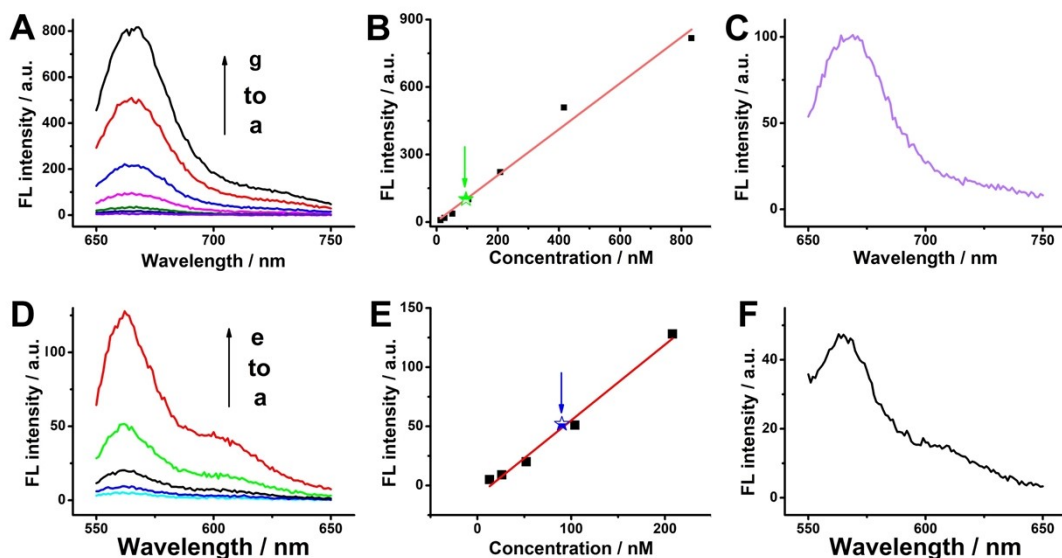 A
FL intensity / a.u.
800
600
400
200
0
g
to
a
650
700
750
Wavelength / nm
B
FL intensity / a.u.
900
600
300
0
0
200
400
600
800
Concentration / nM
C
FL intensity / a.u.
100
50
0
650
700
750
Wavelength / nm
D
FL intensity / a.u.
100
50
0
e
to
a
550
600
650
Wavelength / nm
E
FL intensity / a.u.
150
125
100
75
50
25
0
0
100
200
Concentration / nM
F
FL intensity / a.u.
40
20
0
550
600
650
Wavelength / nm